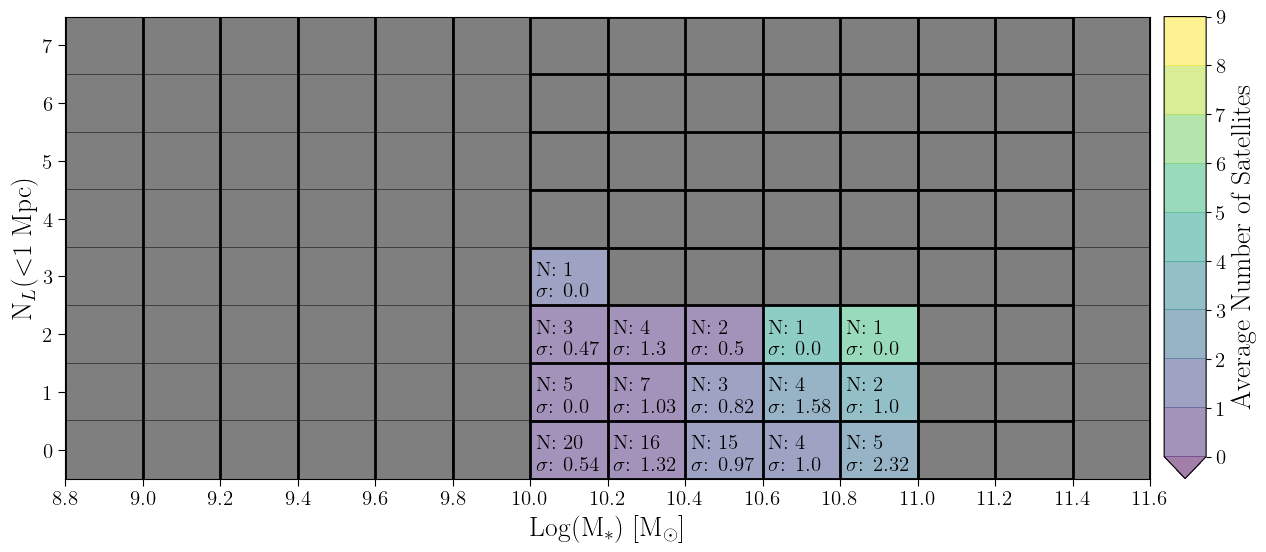 7
6
5
4
3
2
1
0
N_L(<1 Mpc)
N: 1
σ: 0.0
N: 3
σ: 0.47
N: 4
σ: 1.3
N: 2
σ: 0.5
N: 1
σ: 0.0
N: 1
σ: 0.0
N: 5
σ: 0.0
N: 7
σ: 1.03
N: 3
σ: 0.82
N: 4
σ: 1.58
N: 2
σ: 1.0
N: 20
σ: 0.54
N: 16
σ: 1.32
N: 15
σ: 0.97
N: 4
σ: 1.0
N: 5
σ: 2.32
8.8 9.0 9.2 9.4 9.6 9.8 10.0 10.2 10.4 10.6 10.8 11.0 11.2 11.4 11.6
Log(M_*) [M_⊙]
9
8
7
6
5
4
3
2
1
0
Average Number of Satellites